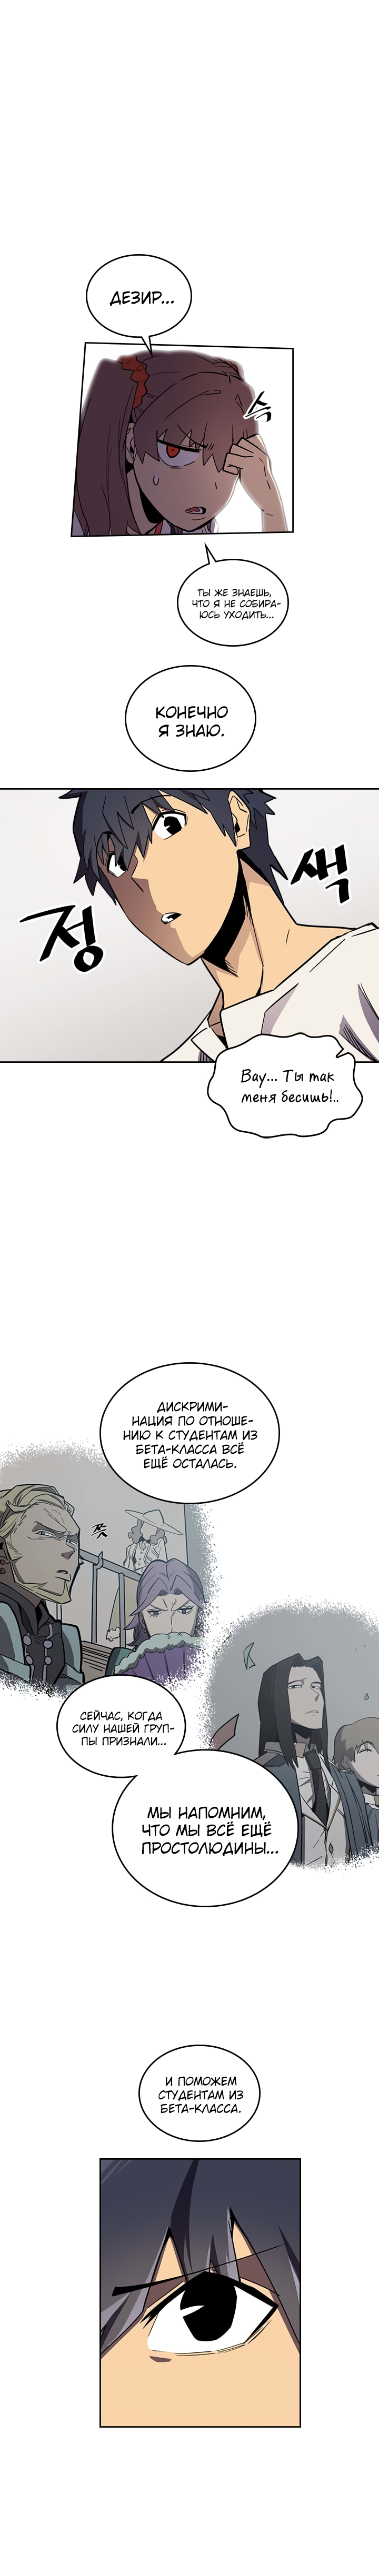 ДЕЗИР...
ТЫ ЖЕ ЗНАЕШЬ,
ЧТО Я НЕ СОБИРА-
ЮСЬ УХОДИТЬ...
КОНЕЧНО
Я ЗНАЮ.
정
색
Вау... Ты так
меня бесишь!..
ДИСКРИМИ-
НАЦИЯ ПО ОТНОШЕ-
НИЮ К СТУДЕНТАМ ИЗ
БЕТА-КЛАССА ВСЁ
ЕЩЁ ОСТАЛАСЬ.
СЕЙЧАС, КОГДА
СИЛУ НАШЕЙ ГРУП-
ПЫ ПРИЗНАЛИ...
МЫ НАПОМНИМ,
ЧТО МЫ ВСЁ ЕЩЁ
ПРОСТОЛЮДИНЫ...
И ПОМОЖЕМ
СТУДЕНТАМ ИЗ
БЕТА-КЛАССА.